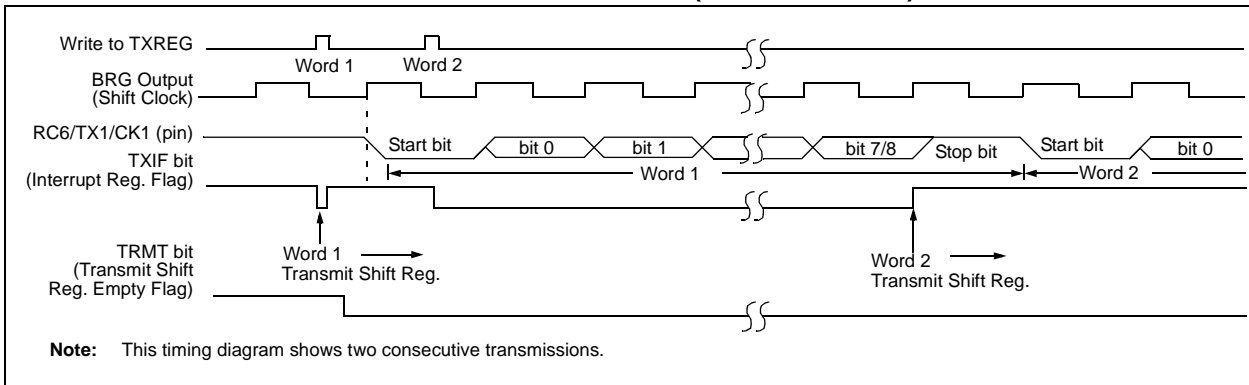 Write to TXREG
Word 1
Word 2
BRG Output
(Shift Clock)
RC6/TX1/CK1 (pin)
Start bit
bit 0
bit 1
bit 7/8
Stop bit
Start bit
bit 0
TXIF bit
(Interrupt Reg. Flag)
Word 1
Word 2
Word 1
Transmit Shift Reg.
Word 2
Transmit Shift Reg.
TRMT bit
(Transmit Shift
Reg. Empty Flag)
Note: This timing diagram shows two consecutive transmissions.